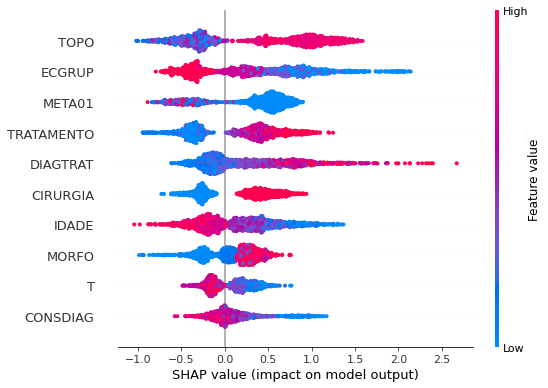 High
TOPO
ECGRUP
META01
TRATAMENTO
DIAGTRAT
CIRURGIA
IDADE
MORFO
T
CONSDIAG
Feature value
Low
−1.0 −0.5 0.0 0.5 1.0 1.5 2.0 2.5
SHAP value (impact on model output)